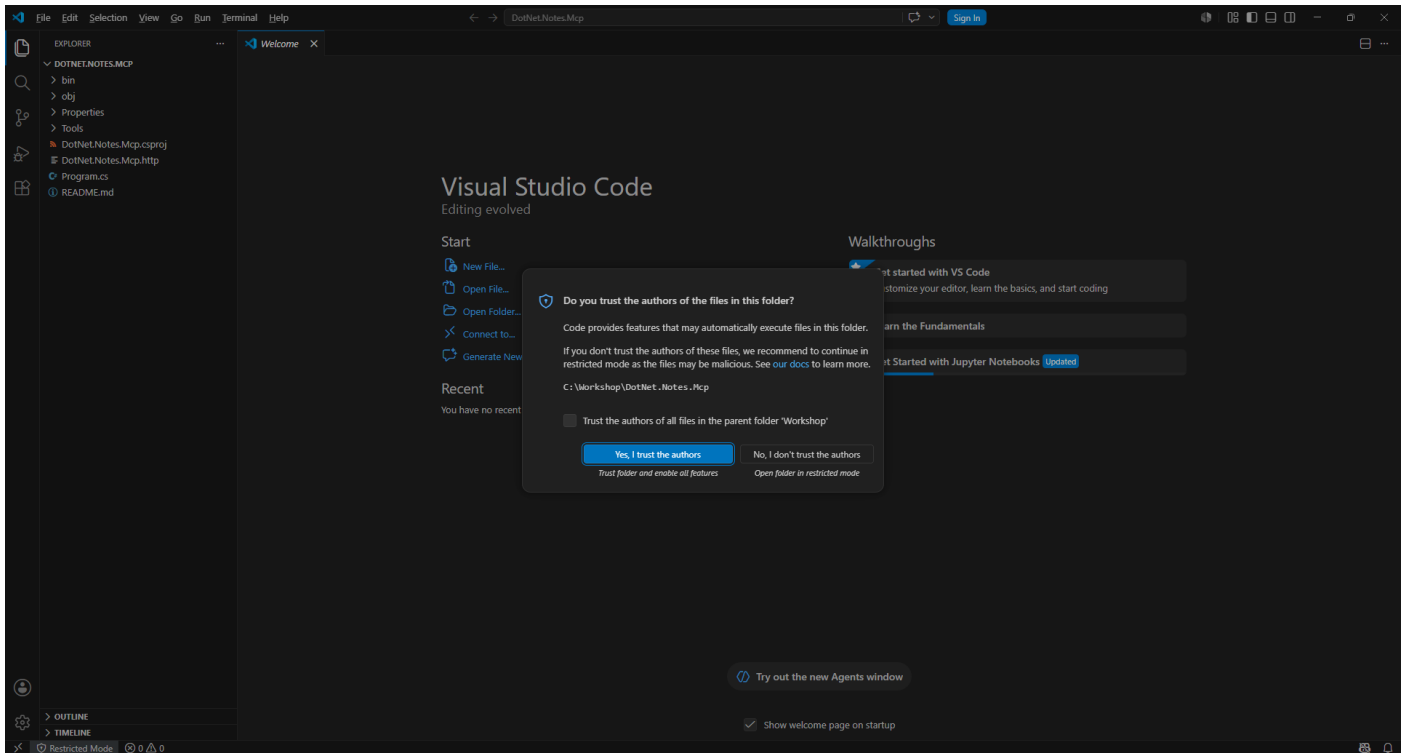 File Edit Selection View Go Run Terminal Help
DotNet.Notes.Mcp
Sign In
EXPLORER
Welcome
DOTNET.NOTES.MCP
bin
obj
Properties
Tools
DotNet.Notes.Mcp.csproj
DotNet.Notes.Mcp.http
Program.cs
README.md
Visual Studio Code
Editing evolved
Start
New File...
Open File...
Open Folder...
Connect to...
Generate New
Recent
You have no recent
Walkthroughs
et started with VS Code
stomize your editor, learn the basics, and start coding
arn the Fundamentals
et Started with Jupyter Notebooks Updated
Do you trust the authors of the files in this folder?
Code provides features that may automatically execute files in this folder.
If you don't trust the authors of these files, we recommend to continue in
restricted mode as the files may be malicious. See our docs to learn more.
C:\Workshop\DotNet.Notes.Mcp
Trust the authors of all files in the parent folder 'Workshop'
Yes, I trust the authors
Trust folder and enable all features
No, I don't trust the authors
Open folder in restricted mode
Try out the new Agents window
Show welcome page on startup
OUTLINE
TIMELINE
Restricted Mode 0 0